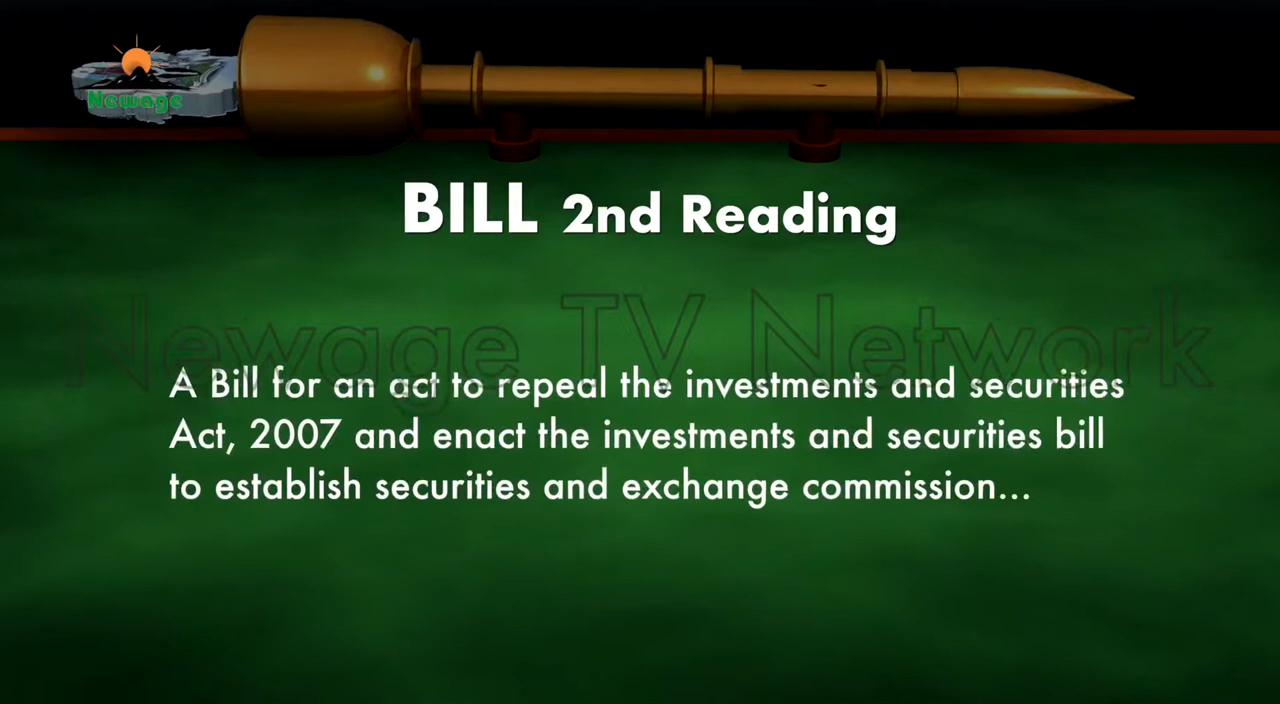 Newage
BILL 2nd Reading
Newage TV Network
A Bill for an act to repeal the investments and securities
Act, 2007 and enact the investments and securities bill
to establish securities and exchange commission...